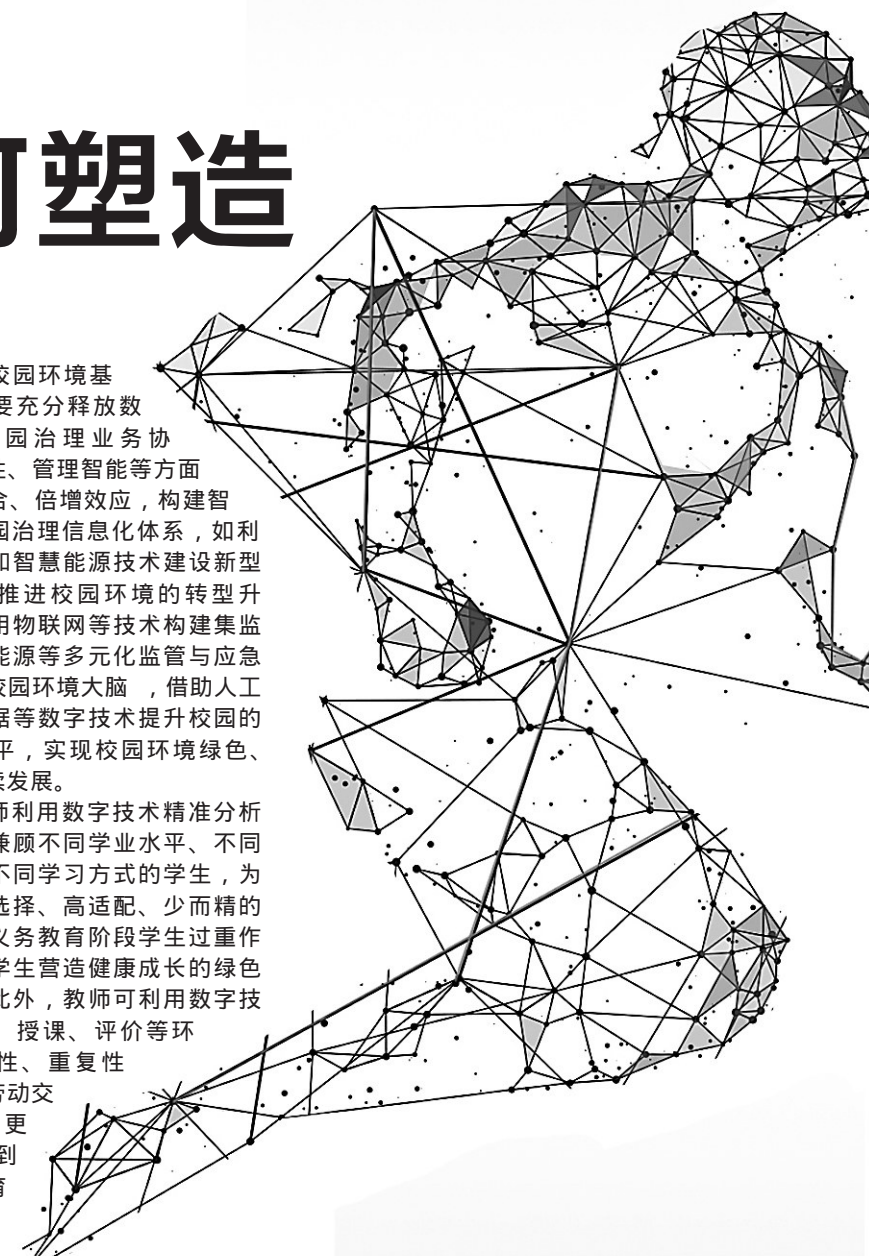 何塑造
校园环境基
要充分释放数
园治理业务协
、管理智能等方面
合、倍增效应，构建智
园治理信息化体系，如利
和智慧能源技术建设新型
推进校园环境的转型升
用物联网等技术构建集监
能源等多元化监管与应急
校园环境大脑，借助人工
据等数字技术提升校园的
平，实现校园环境绿色、
续发展。
师利用数字技术精准分析
兼顾不同学业水平、不同
不同学习方式的学生，为
选择、高适配、少而精的
义务教育阶段学生过重作
学生营造健康成长的绿色
此外，教师可利用数字技
授课、评价等环
性、重复性
劳动交
更
到
育